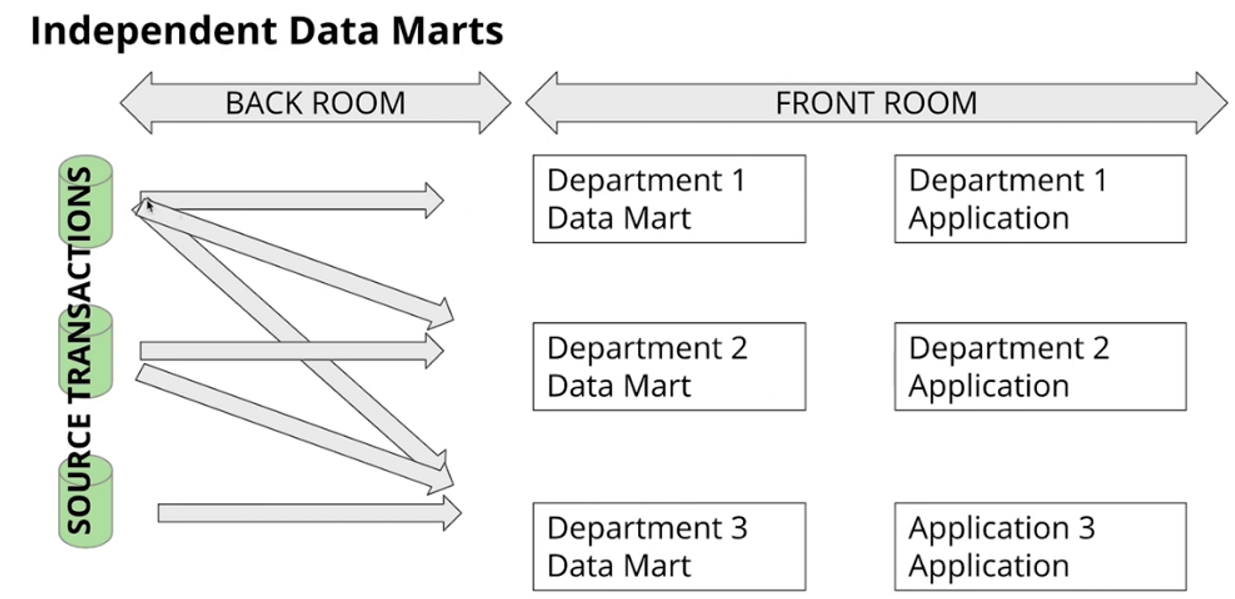 Independent Data Marts
BACK ROOM
FRONT ROOM
SOURCE TRANSACTIONS
Department 1
Data Mart
Department 1
Application
Department 2
Data Mart
Department 2
Application
Department 3
Data Mart
Application 3
Application